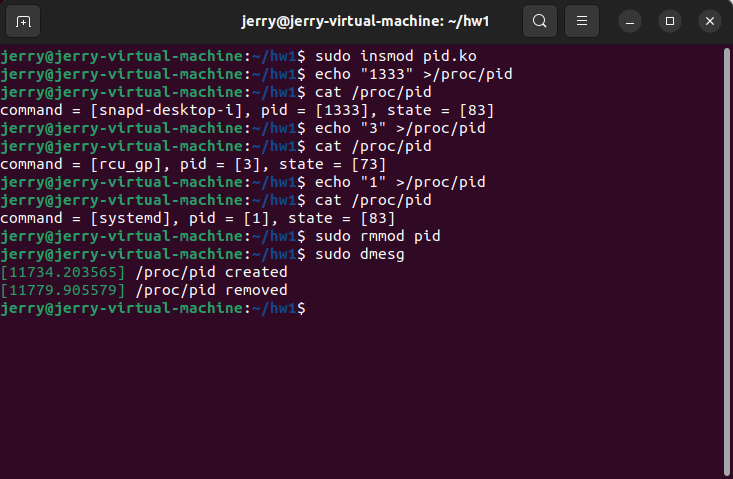 jerry@jerry-virtual-machine: ~/hw1
jerry@jerry-virtual-machine:~/hw1$ sudo insmod pid.ko
jerry@jerry-virtual-machine:~/hw1$ echo "1333" >/proc/pid
jerry@jerry-virtual-machine:~/hw1$ cat /proc/pid
command = [snapd-desktop-i], pid = [1333], state = [83]
jerry@jerry-virtual-machine:~/hw1$ echo "3" >/proc/pid
jerry@jerry-virtual-machine:~/hw1$ cat /proc/pid
command = [rcu_gp], pid = [3], state = [73]
jerry@jerry-virtual-machine:~/hw1$ echo "1" >/proc/pid
jerry@jerry-virtual-machine:~/hw1$ cat /proc/pid
command = [systemd], pid = [1], state = [83]
jerry@jerry-virtual-machine:~/hw1$ sudo rmmod pid
jerry@jerry-virtual-machine:~/hw1$ sudo dmesg
[11734.203565] /proc/pid created
[11779.905579] /proc/pid removed
jerry@jerry-virtual-machine:~/hw1$